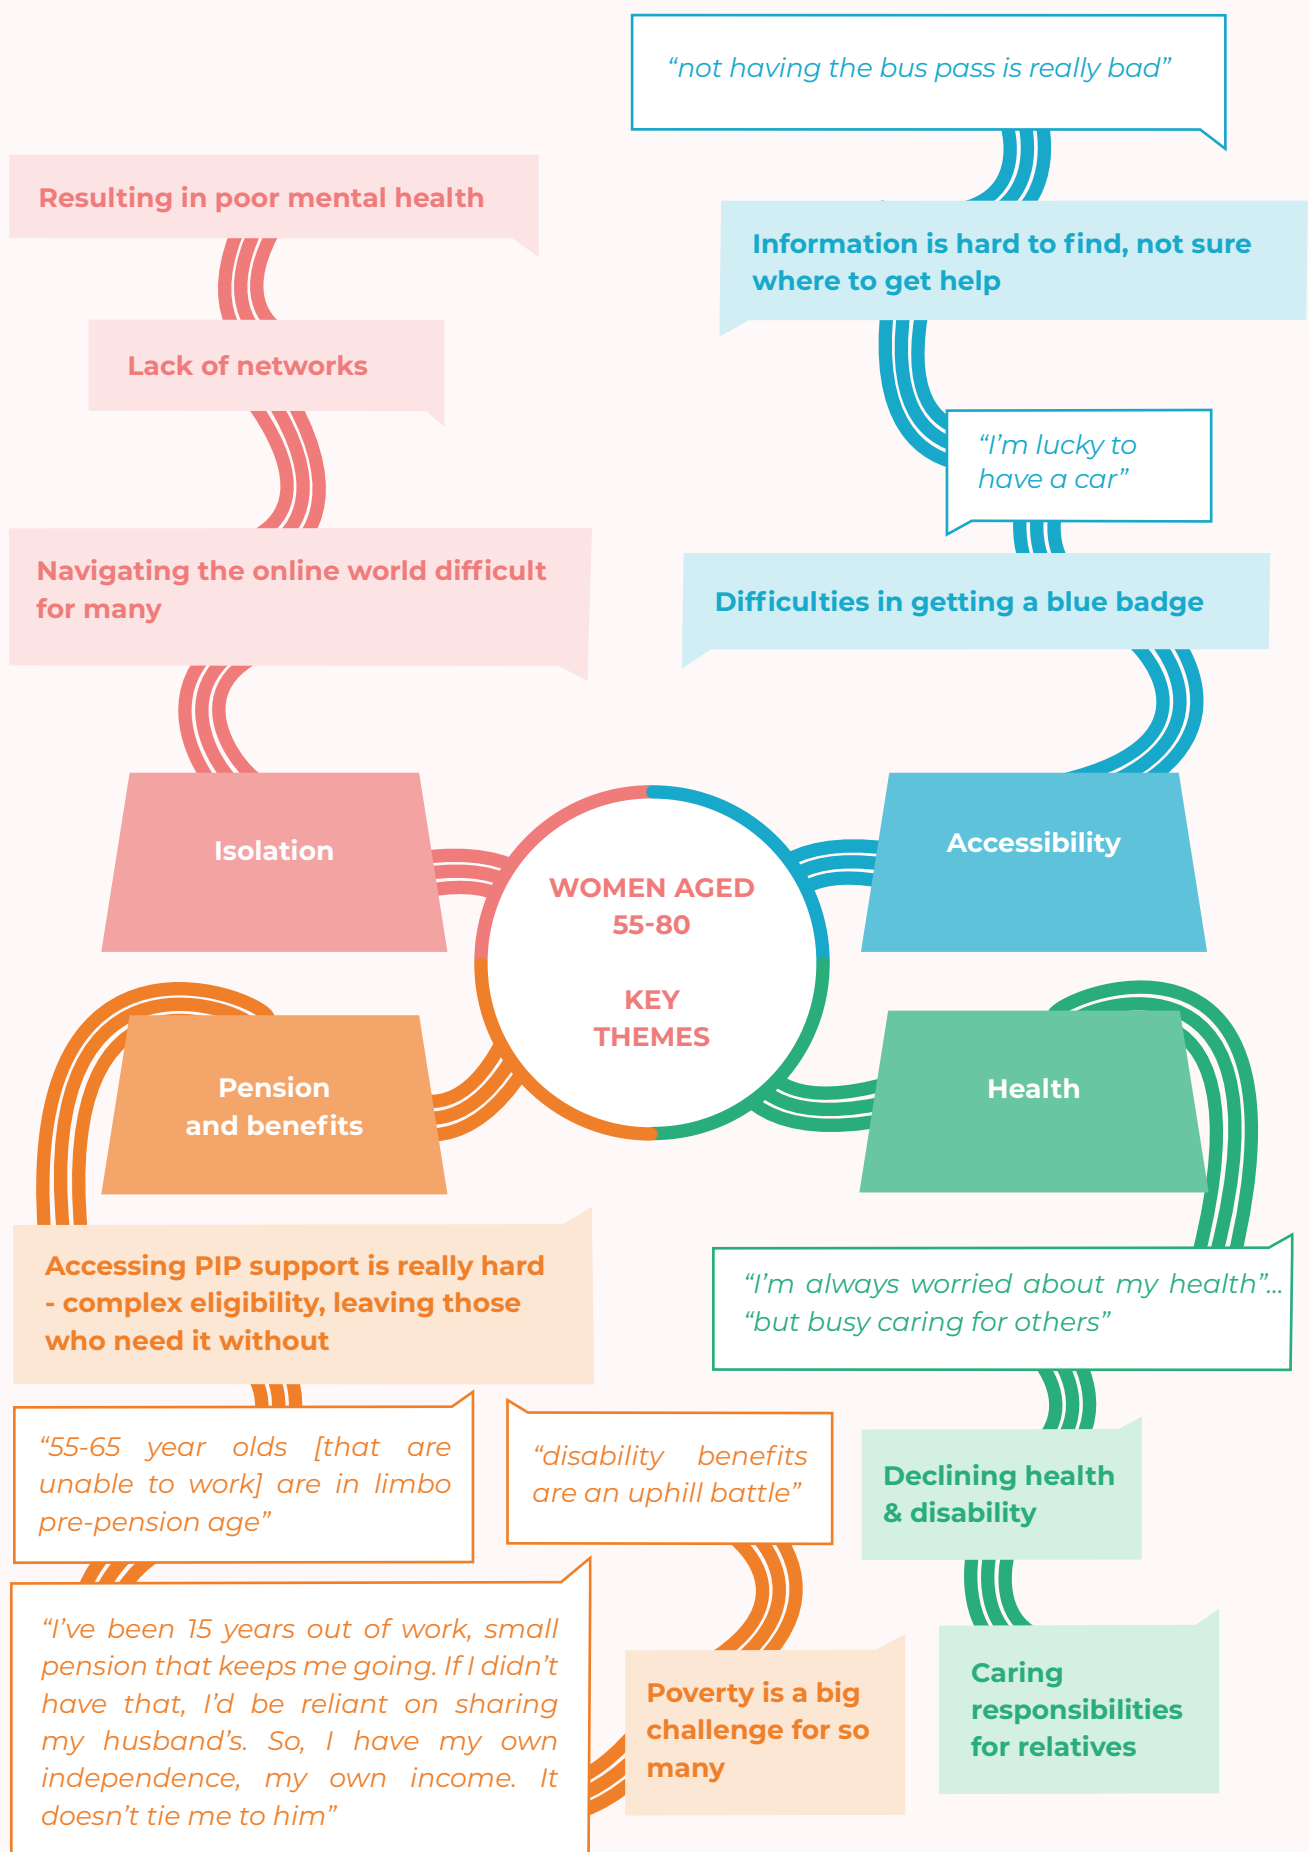 “not having the bus pass is really bad”
Resulting in poor mental health
Information is hard to find, not sure
where to get help
Lack of networks
“I’m lucky to
have a car”
Navigating the online world difficult
for many
Difficulties in getting a blue badge
Isolation
Accessibility
WOMEN AGED
55-80
KEY
THEMES
Pension
and benefits
Health
Accessing PIP support is really hard
- complex eligibility, leaving those
who need it without
“I’m always worried about my health”...
“but busy caring for others”
“55-65 year olds [that are
unable to work] are in limbo
pre-pension age”
“disability benefits
are an uphill battle”
Declining health
& disability
“I’ve been 15 years out of work, small
pension that keeps me going. If I didn’t
have that, I’d be reliant on sharing
my husband’s. So, I have my own
independence, my own income. It
doesn’t tie me to him”
Poverty is a big
challenge for so
many
Caring
responsibilities
for relatives